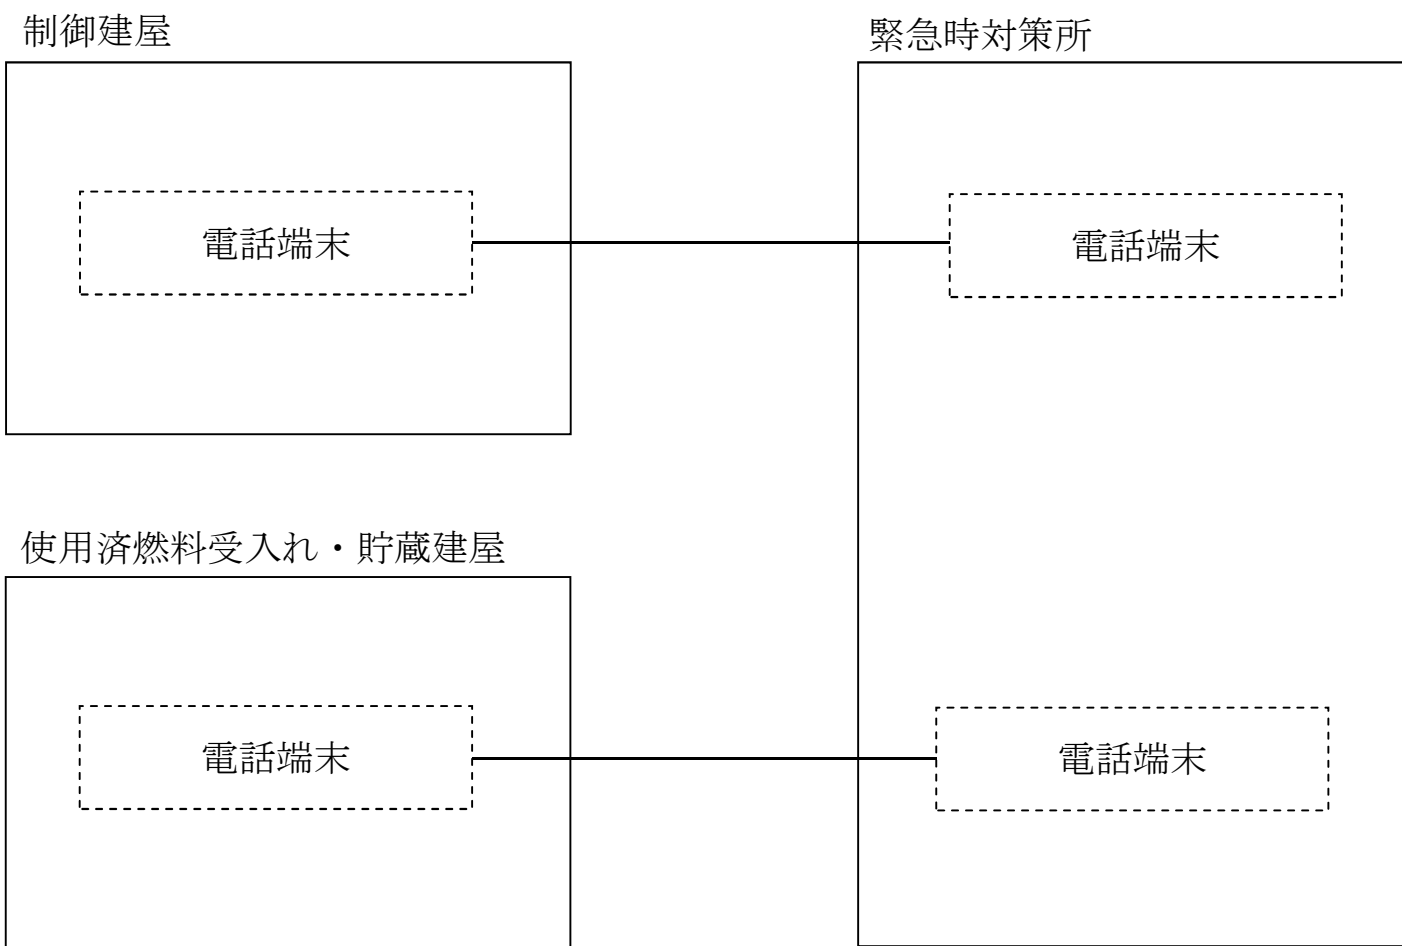 制御建屋
緊急時対策所
電話端末
電話端末
使用済燃料受入れ・貯蔵建屋
電話端末
電話端末